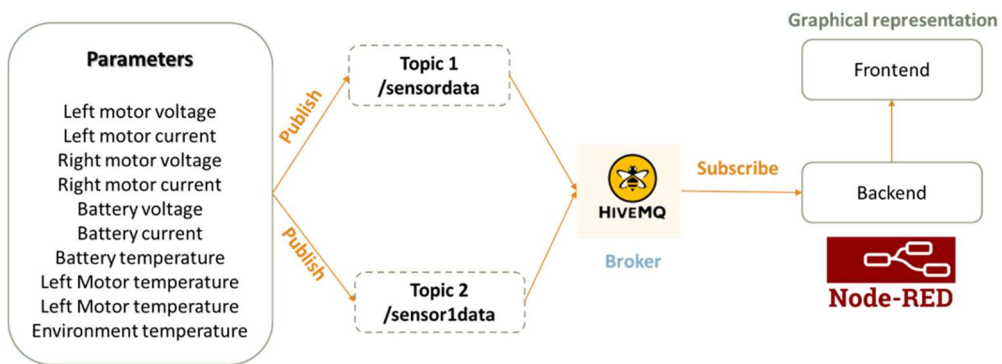 Parameters
Left motor voltage
Left motor current
Right motor voltage
Right motor current
Battery voltage
Battery current
Battery temperature
Left Motor temperature
Left Motor temperature
Environment temperature
Publish
Publish
Topic 1
/sensordata
Topic 2
/sensor1data
HIVEMQ
Broker
Subscribe
Graphical representation
Frontend
Backend
Node-RED